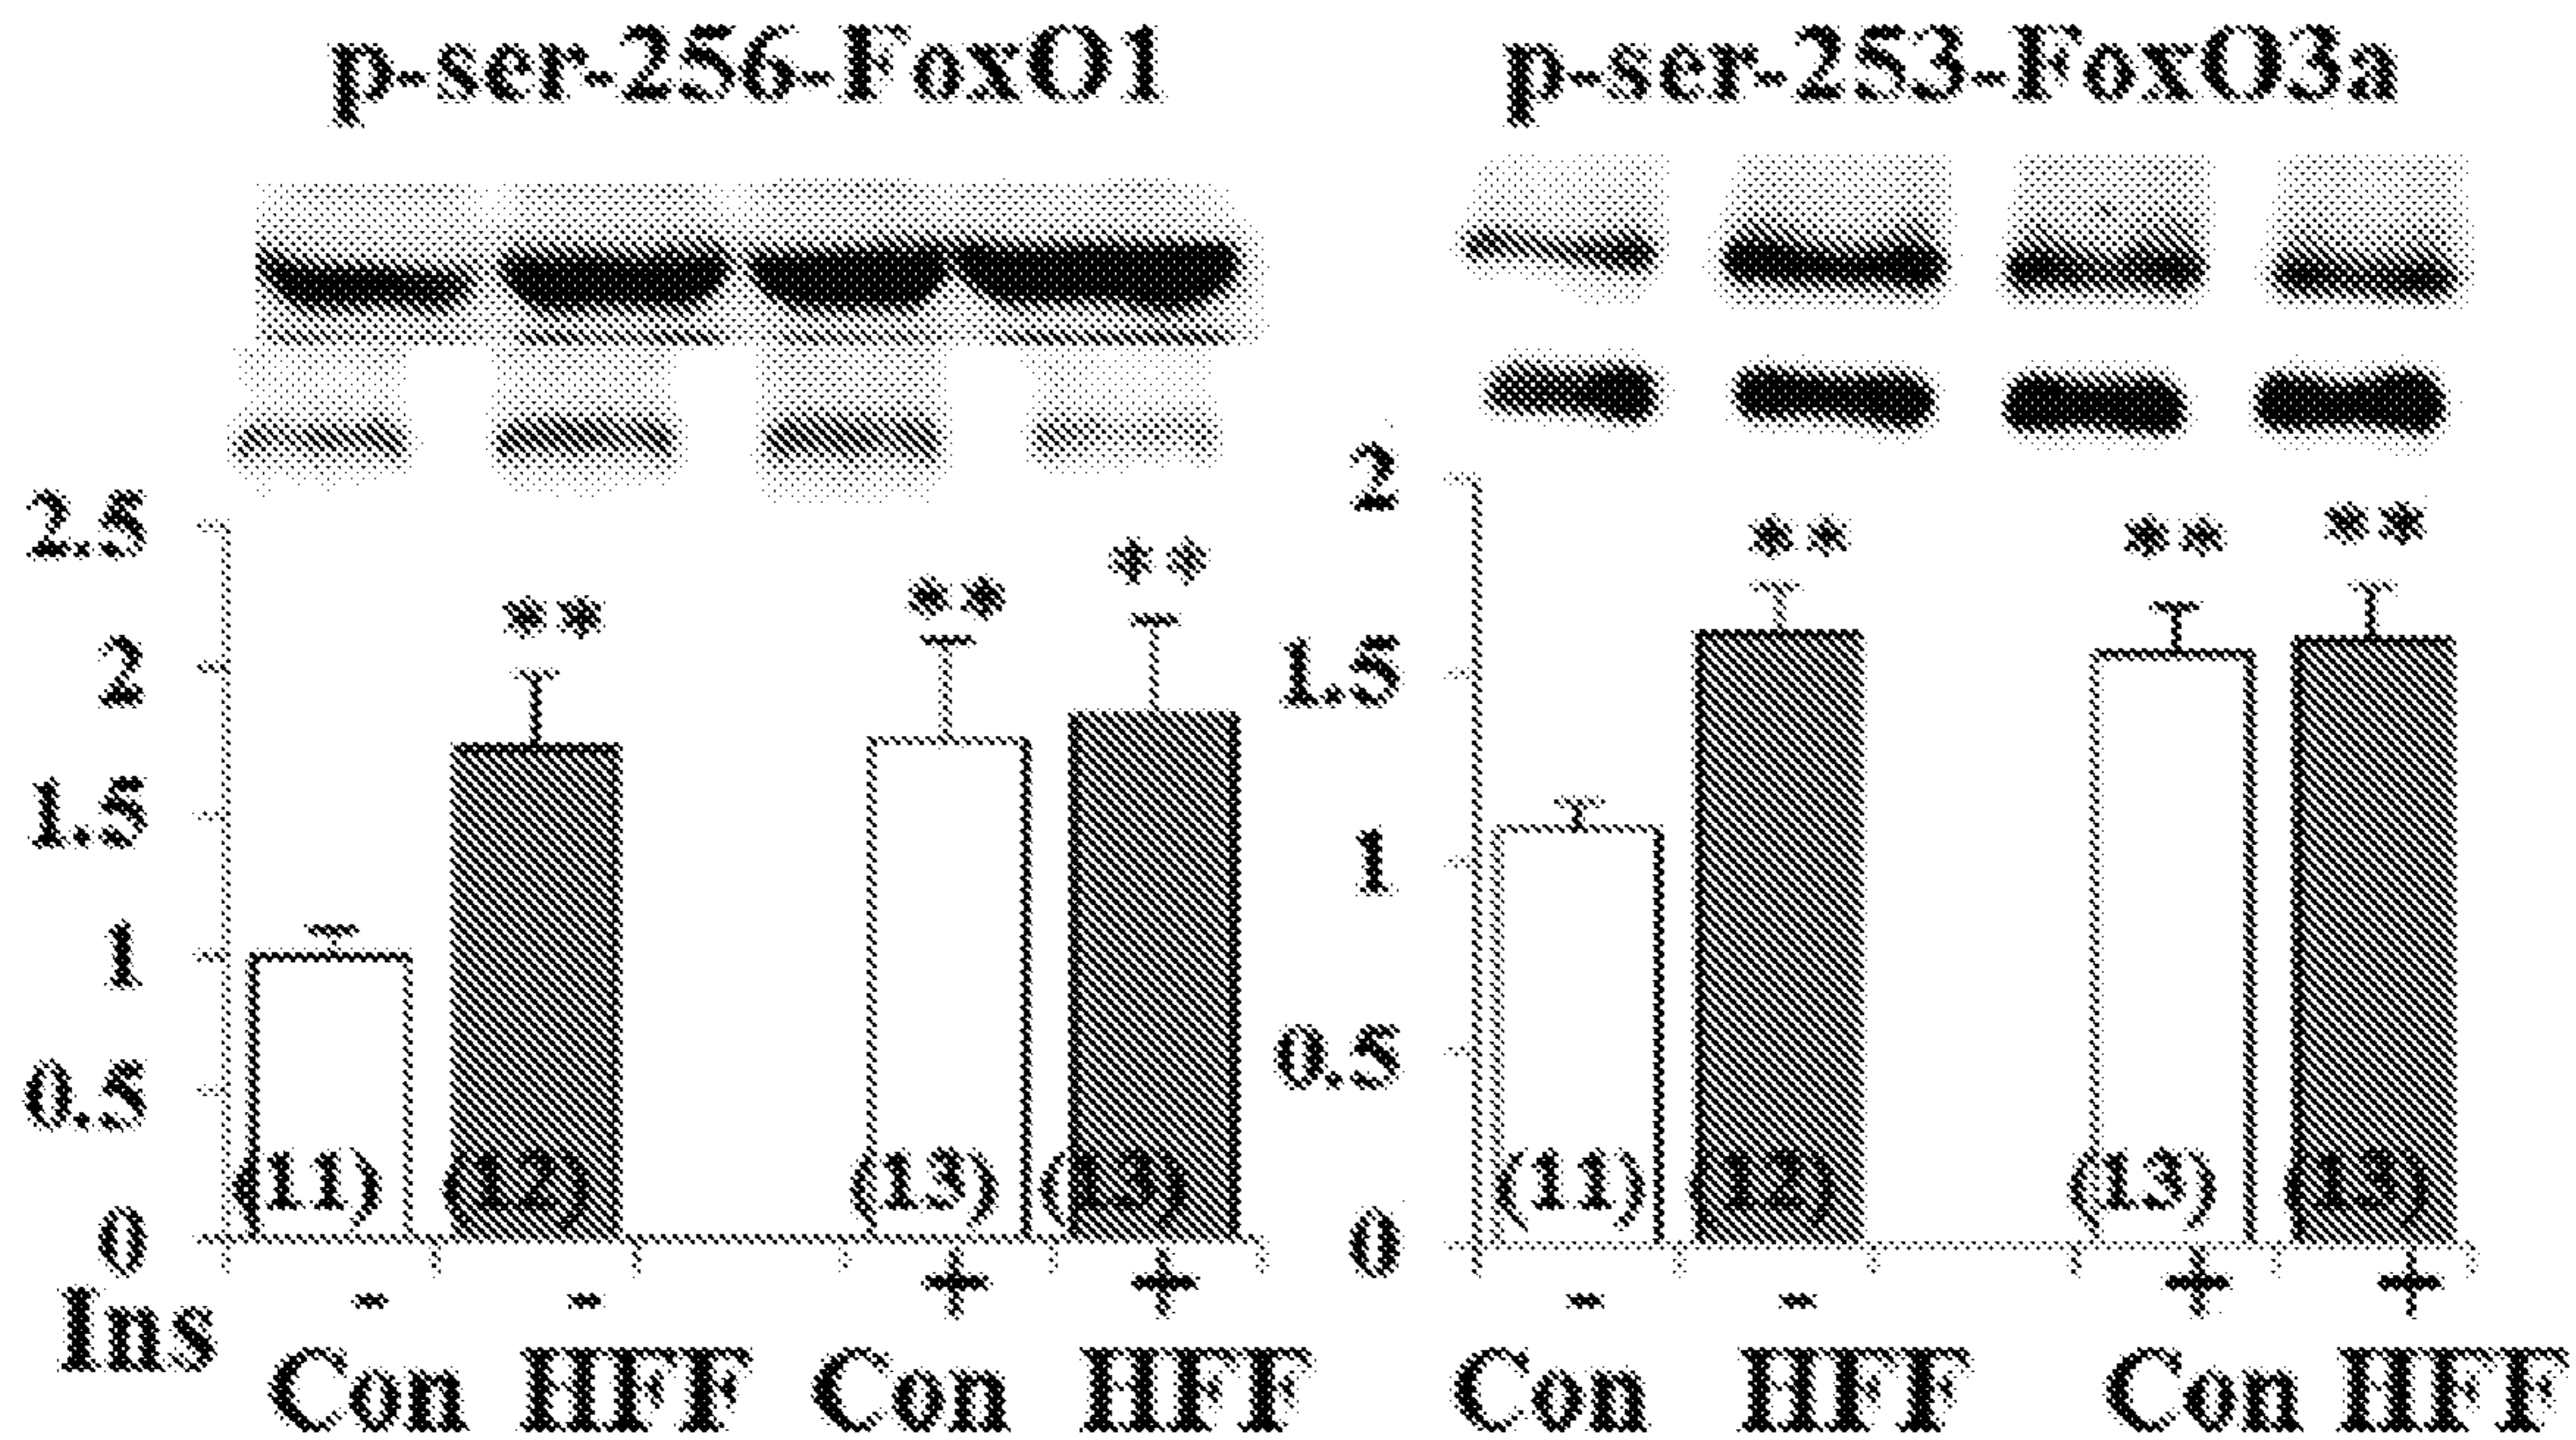 p-ser-256-FoxO1
2.5
** ** **
2
1.5
1
0.5
(11) (12) (13) (13)
0
Ins - - + +
Con HFF Con HFF
p-ser-253-FoxO3a
2
** ** **
1.5
1
0.5
(11) (12) (13) (13)
0
- - + +
Con HFF Con HFF